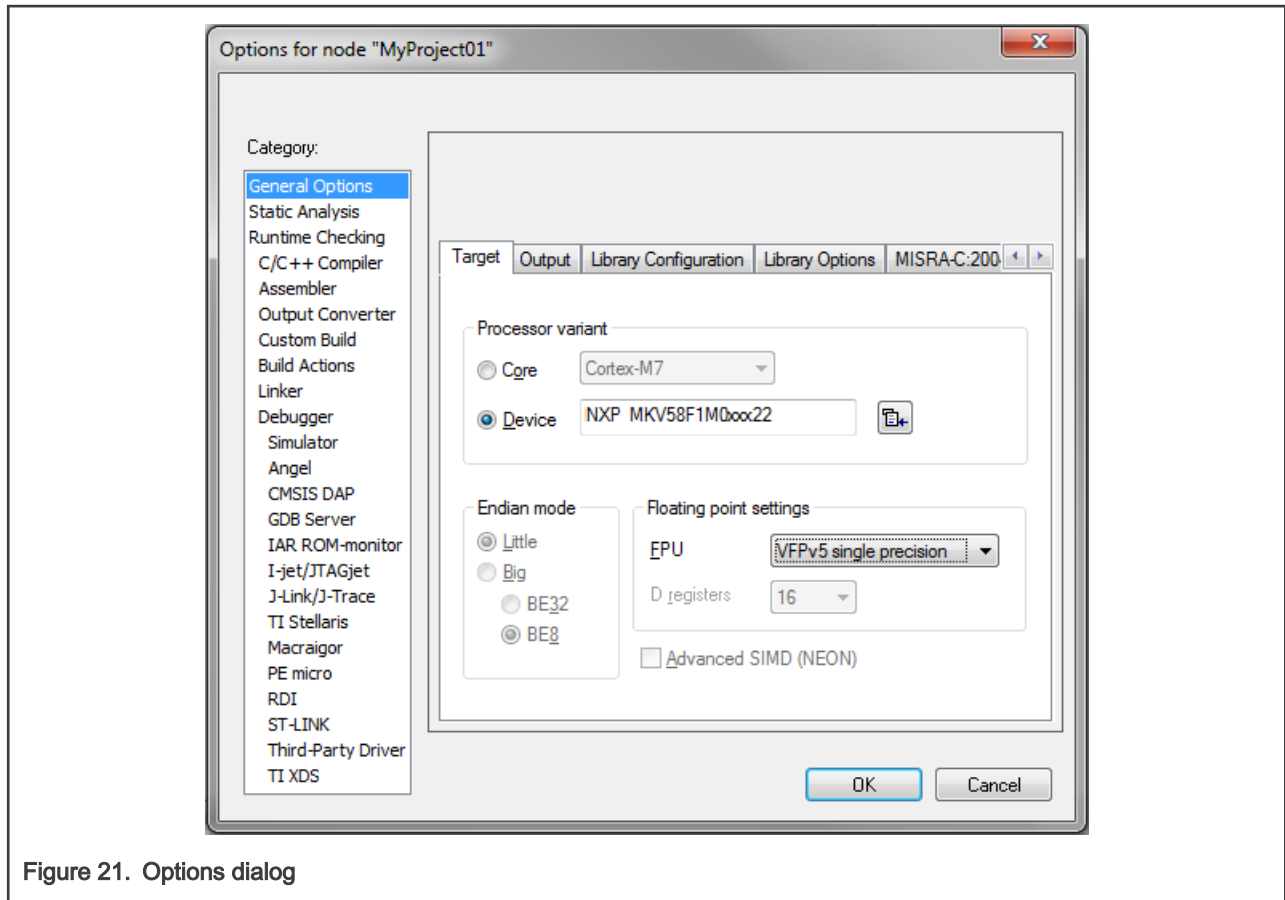 Options for node "MyProject01"
x
Category:
General Options
Static Analysis
Runtime Checking
C/C++ Compiler
Assembler
Output Converter
Custom Build
Build Actions
Linker
Debugger
Simulator
Angel
CMSIS DAP
GDB Server
IAR ROM-monitor
I-jet/JTAGjet
J-Link/J-Trace
TI Stellaris
Macraigor
PE micro
RDI
ST-LINK
Third-Party Driver
TI XDS
Target Output Library Configuration Library Options MISRA-C:200
Processor variant
Core Cortex-M7
Device NXP MKV58F1M0xxx22
Endian mode
Little
Big
BE32
BE8
Floating point settings
FPU VFPv5 single precision
D registers 16
Advanced SIMD (NEON)
OK Cancel
Figure 21. Options dialog